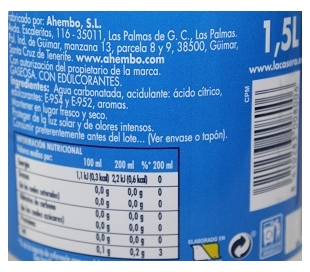 Fabricado por: Ahembo, S.L.
Escaleritas, 116 - 35011, Las Palmas de G. C., Las Palmas.
Pol. Ind. de Güímar, manzana 13, parcela 8 y 9, 38500, Güímar,
Santa Cruz de Tenerife. www.ahembo.com
Con autorización del propietario de la marca.
GASEOSA, CON EDULCORANTES.
Ingredientes: Agua carbonatada, acidulante: ácido cítrico,
edulcorantes: E-954 y E-952, aromas.
Mantener en lugar fresco y seco.
Proteger de la luz solar y de olores intensos.
Consumir preferentemente antes del lote... (Ver envase o tapón).
1,5L
www.lacasera.
CPM
INFORMACIÓN NUTRICIONAL
Valores medios por: 100 ml 200 ml %* 200 ml
1,1 kJ (0,3 kcal) 2,2 kJ (0,6 kcal) 0
0,0 g 0,0 g 0
0,0 g 0,0 g 0
0,0 g 0,0 g 0
0,0 g 0,0 g 0
0,0 g 0,0 g 0
0,1 g 0,2 g 3
ELABORADO EN